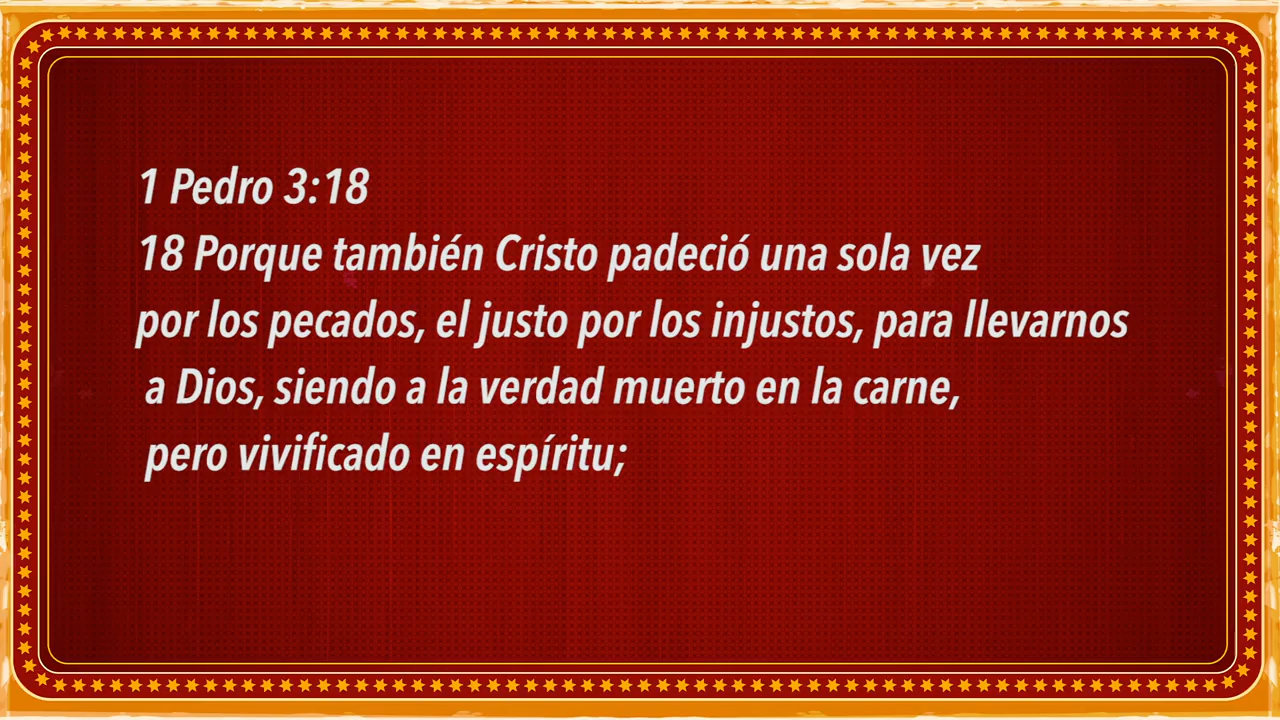 1 Pedro 3:18
18 Porque también Cristo padeció una sola vez
por los pecados, el justo por los injustos, para llevarnos
a Dios, siendo a la verdad muerto en la carne,
pero vivificado en espíritu;